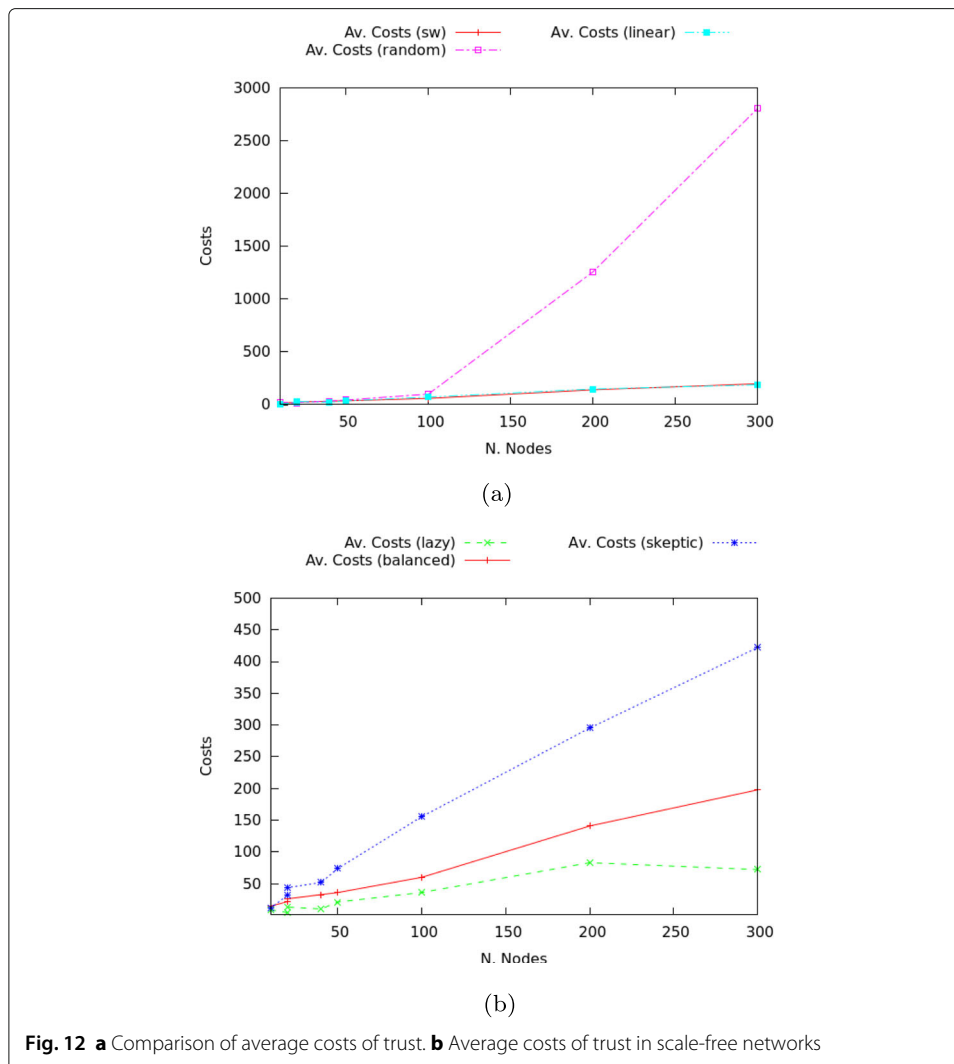 Av. Costs (sw)
Av. Costs (random)
Av. Costs (linear)
3000
2500
2000
1500
1000
500
0
Costs
50
100
150
200
250
300
N. Nodes
(a)
Av. Costs (lazy)
Av. Costs (balanced)
Av. Costs (skeptic)
500
450
400
350
300
250
200
150
100
50
Costs
50
100
150
200
250
300
N. Nodes
(b)
Fig. 12 a Comparison of average costs of trust. b Average costs of trust in scale-free networks